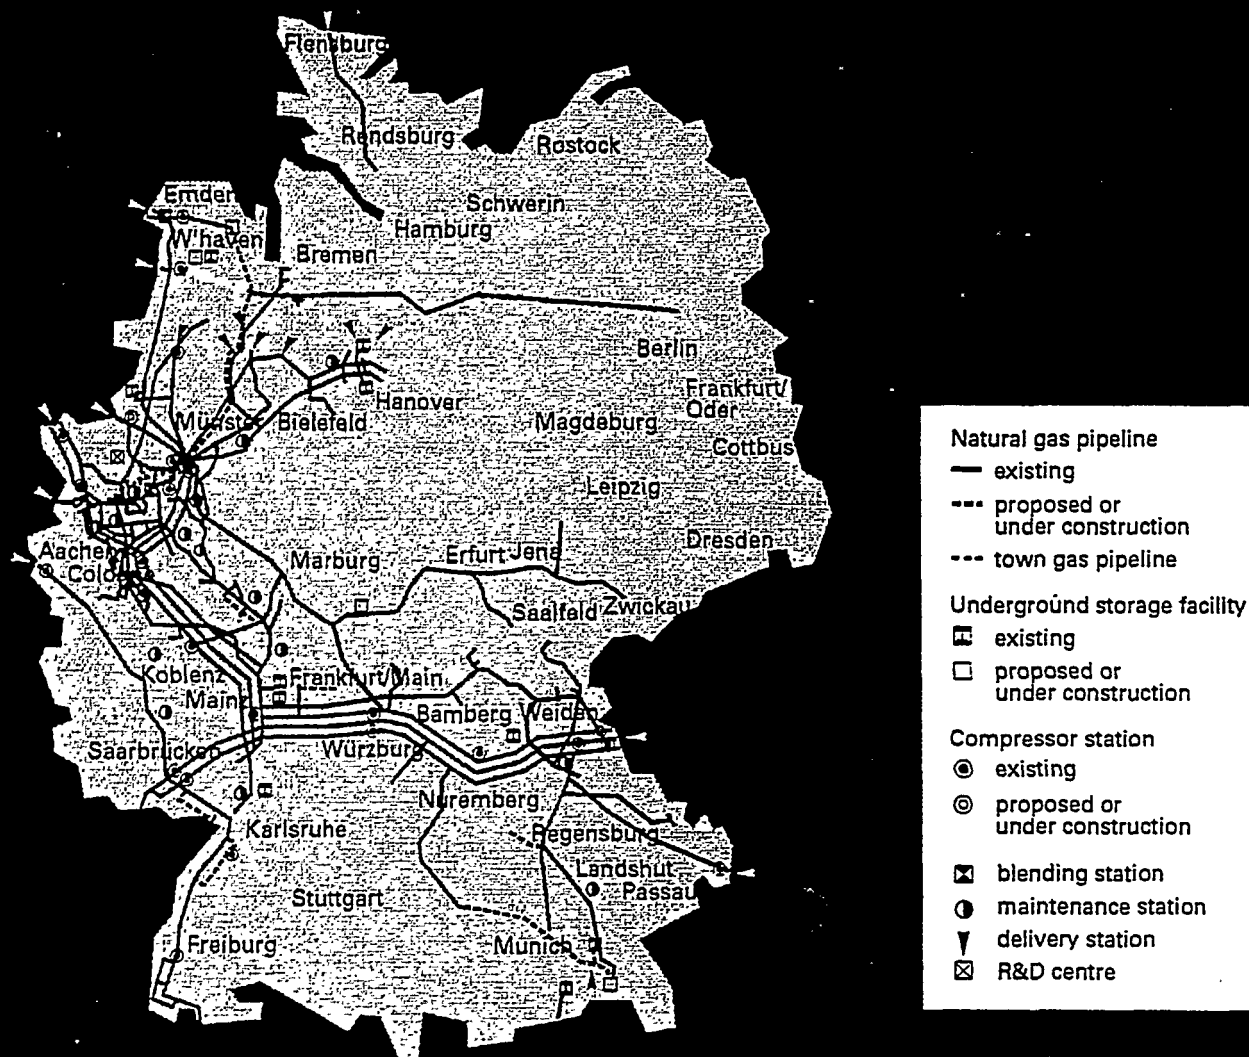 Flensburg
Rendsburg
Rostock
Emden
Schwerin
Hamburg
W'haven
Bremen
Berlin
Frankfurt/
Oder
Hanover
Münster
Bielefeld
Magdeburg
Cottbus
Leipzig
Dresden
Aachen
Marburg
Erfurt
Jena
Saalfeld
Zwickau
Koblenz
Frankfurt/Main
Mainz
Bamberg
Weiden
Saarbrücken
Würzburg
Nuremberg
Karlsruhe
Regensburg
Landshut
Passau
Stuttgart
Freiburg
Munich
Natural gas pipeline
existing
proposed or
under construction
town gas pipeline
Underground storage facility
existing
proposed or
under construction
Compressor station
existing
proposed or
under construction
blending station
maintenance station
delivery station
R&D centre